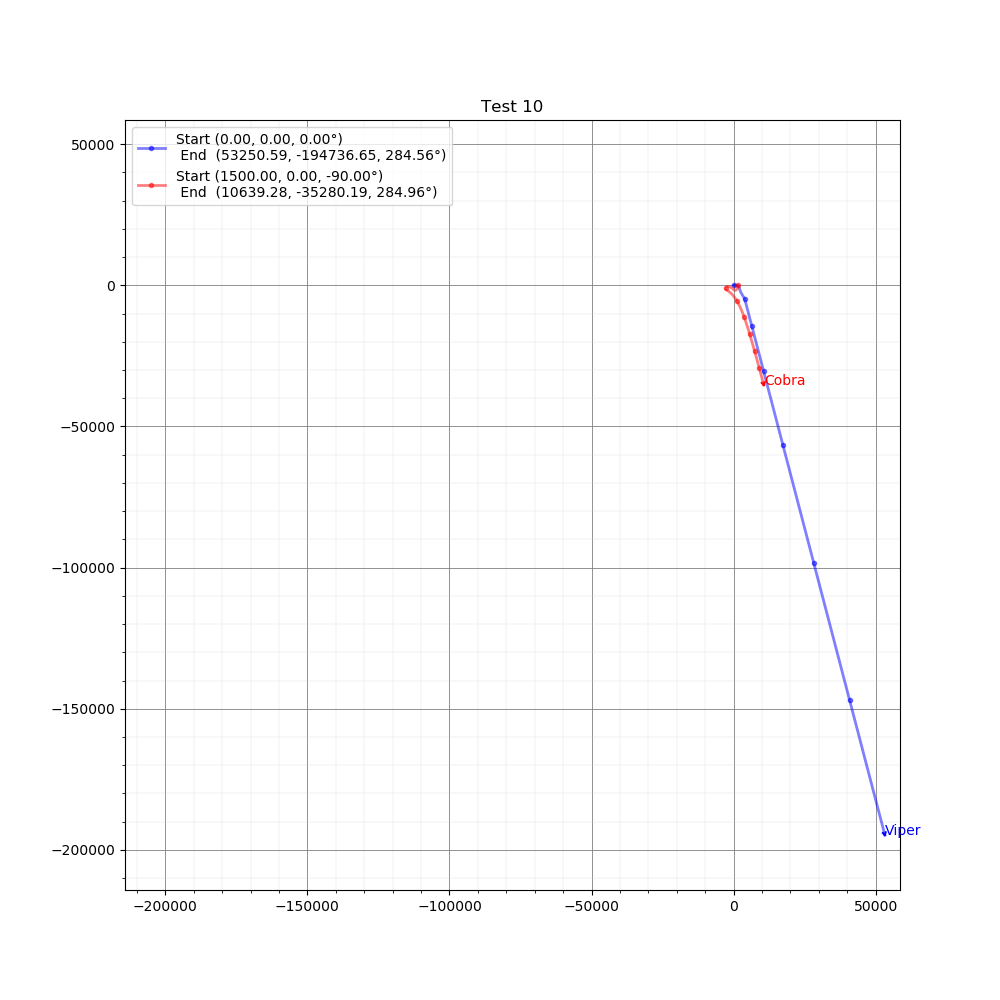 Test 10
Start (0.00, 0.00, 0.00°)
End (53250.59, -194736.65, 284.56°)
Start (1500.00, 0.00, -90.00°)
End (10639.28, -35280.19, 284.96°)
50000
0
−50000
−100000
−150000
−200000
Cobra
Viper
−200000
−150000
−100000
−50000
0
50000